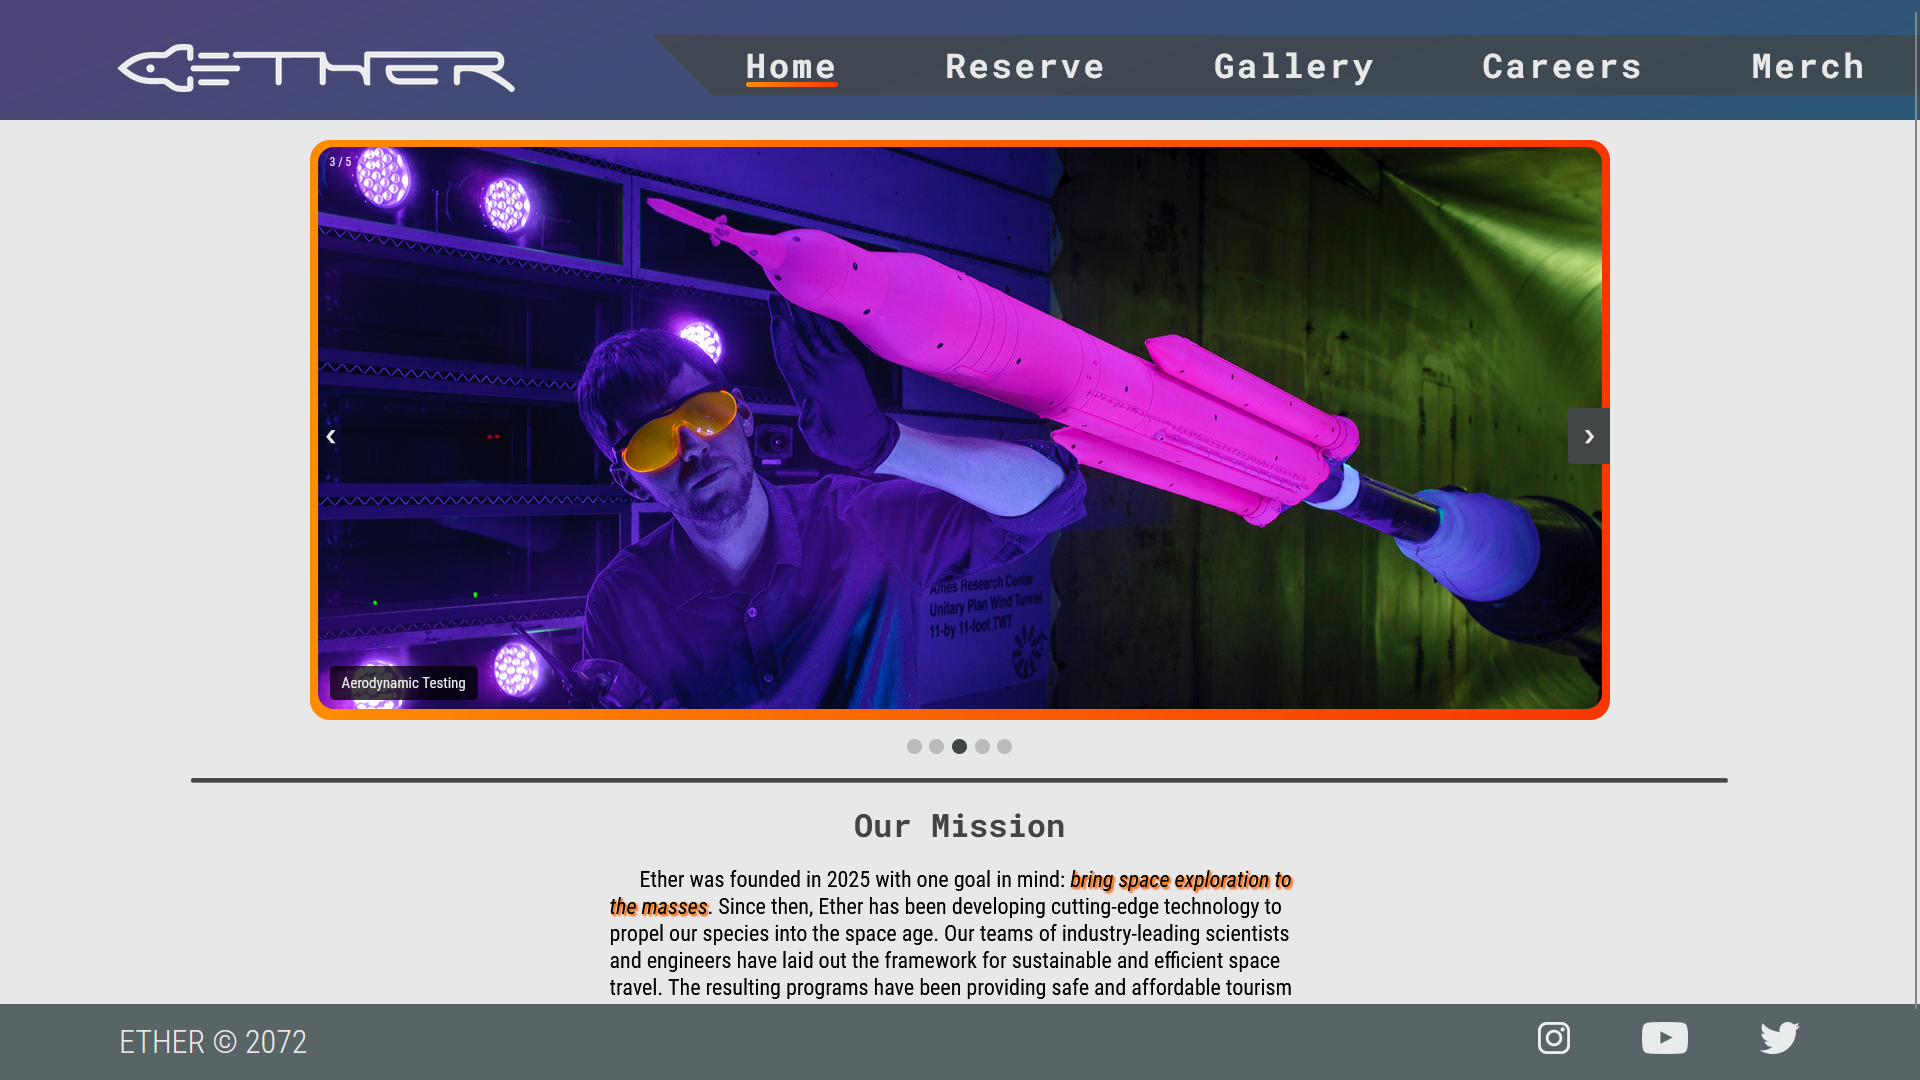 ETHER
Home Reserve Gallery Careers Merch
3 / 5
Ames Research Center
Unitary Plan Wind Tunnel
11-by 11-foot TWT
Aerodynamic Testing
Our Mission
Ether was founded in 2025 with one goal in mind: bring space exploration to
the masses. Since then, Ether has been developing cutting-edge technology to
propel our species into the space age. Our teams of industry-leading scientists
and engineers have laid out the framework for sustainable and efficient space
travel. The resulting programs have been providing safe and affordable tourism
ETHER © 2072